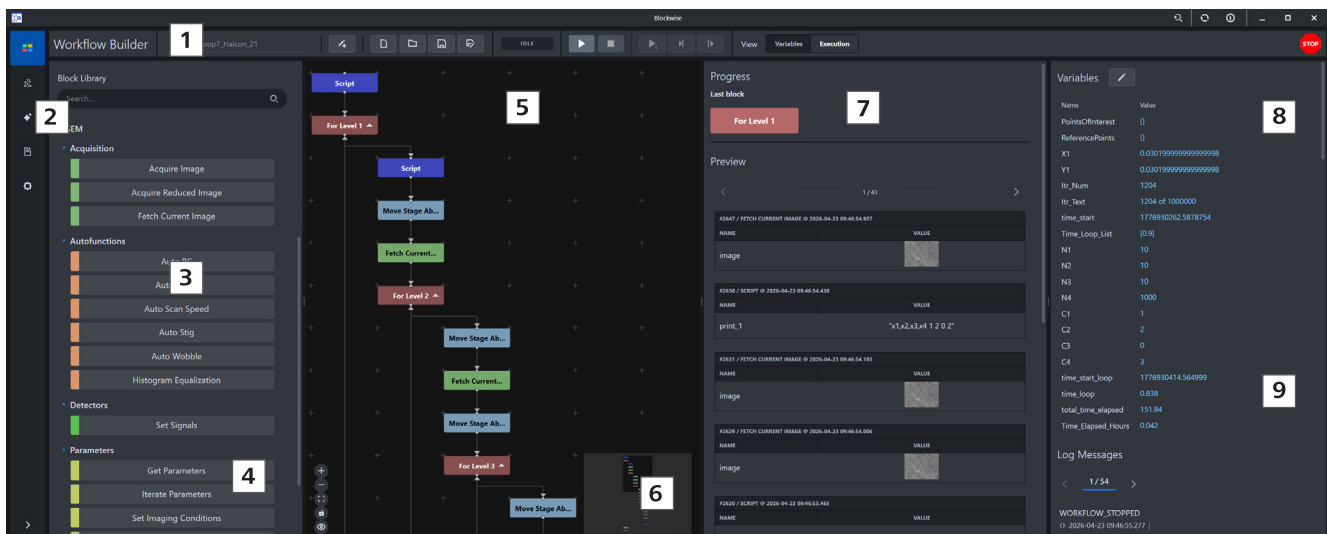 Blockwise
Workflow Builder
1
oop7_Halcon_21
IDLE
View
Variables
Execution
STOP
Block Library
Search...
2
SEM
Acquisition
Acquire Image
Acquire Reduced Image
Fetch Current Image
Autofunctions
Auto BC
3
Auto
Auto Scan Speed
Auto Stig
Auto Wobble
Histogram Equalization
Detectors
Set Signals
Parameters
Get Parameters
4
Iterate Parameters
Set Imaging Conditions
Script
5
For Level 1
Script
Move Stage Ab...
Fetch Current...
For Level 2
Move Stage Ab...
Fetch Current...
Move Stage Ab...
For Level 3
Move Stage Ab...
6
Progress
Last block
For Level 1
7
Preview
1 / 43
#2647 / FETCH CURRENT IMAGE @ 2026-04-23 09:46:54.957
NAME VALUE
image
#2638 / SCRIPT @ 2026-04-23 09:46:54.430
NAME VALUE
print_1 "x1,x2,x3,x4 1 2 0 2"
#2631 / FETCH CURRENT IMAGE @ 2026-04-23 09:46:54.185
NAME VALUE
image
#2629 / FETCH CURRENT IMAGE @ 2026-04-23 09:46:54.006
NAME VALUE
image
#2620 / SCRIPT @ 2026-04-23 09:46:53.465
NAME VALUE
Variables
Name Value
8
PointsOfInterest []
ReferencePoints []
X1 0.030199999999999998
Y1 0.030199999999999998
Itr_Num 1204
Itr_Text 1204 of 1000000
time_start 1776930262.5878754
Time_Loop_List [0.9]
N1 10
N2 10
N3 10
N4 1000
C1 1
C2 2
C3 0
C4 3
time_start_loop 1776930414.564999
time_loop 0.838
9
total_time_elapsed 151.84
Time_Elapsed_Hours 0.042
Log Messages
1 / 54
WORKFLOW_STOPPED
2026-04-23 09:46:55.277 |